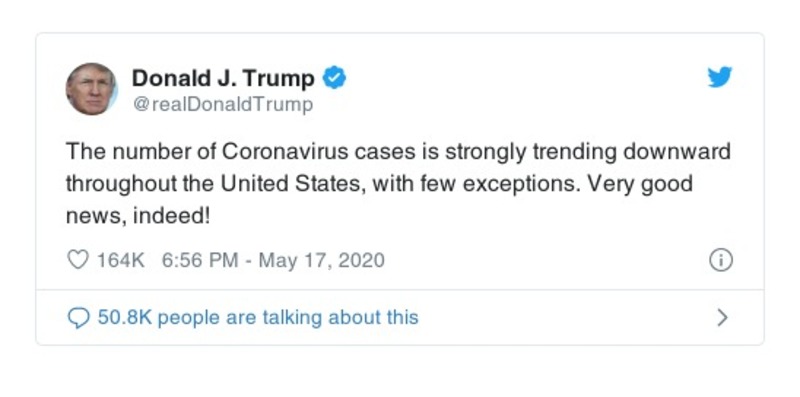 Donald J. Trump
@realDonaldTrump
The number of Coronavirus cases is strongly trending downward
throughout the United States, with few exceptions. Very good
news, indeed!
164K 6:56 PM - May 17, 2020
50.8K people are talking about this